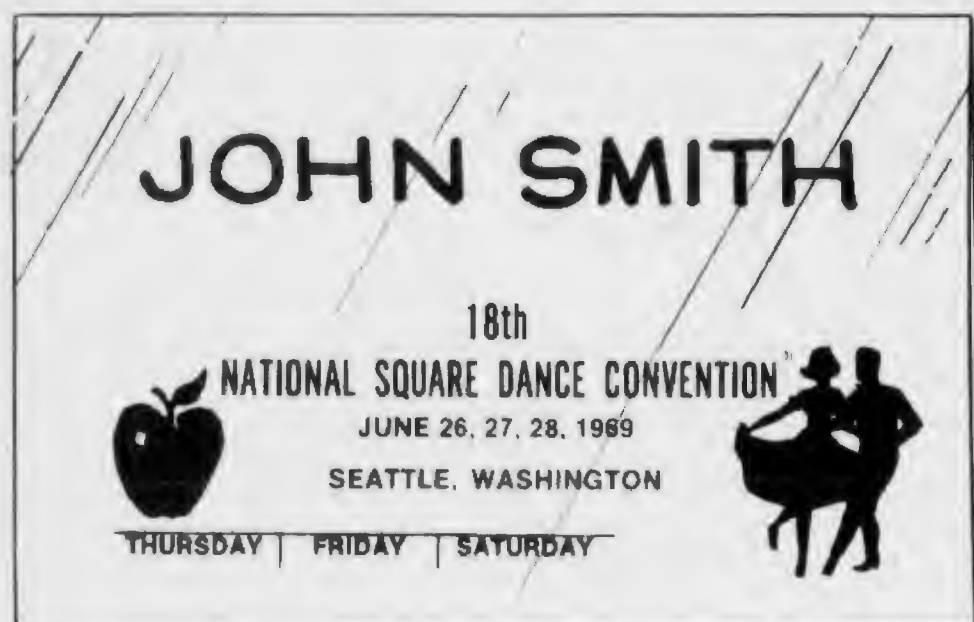 JOHN SMITH
18th
NATIONAL SQUARE DANCE CONVENTION
JUNE 26, 27, 28, 1969
SEATTLE, WASHINGTON
THURSDAY FRIDAY SATURDAY